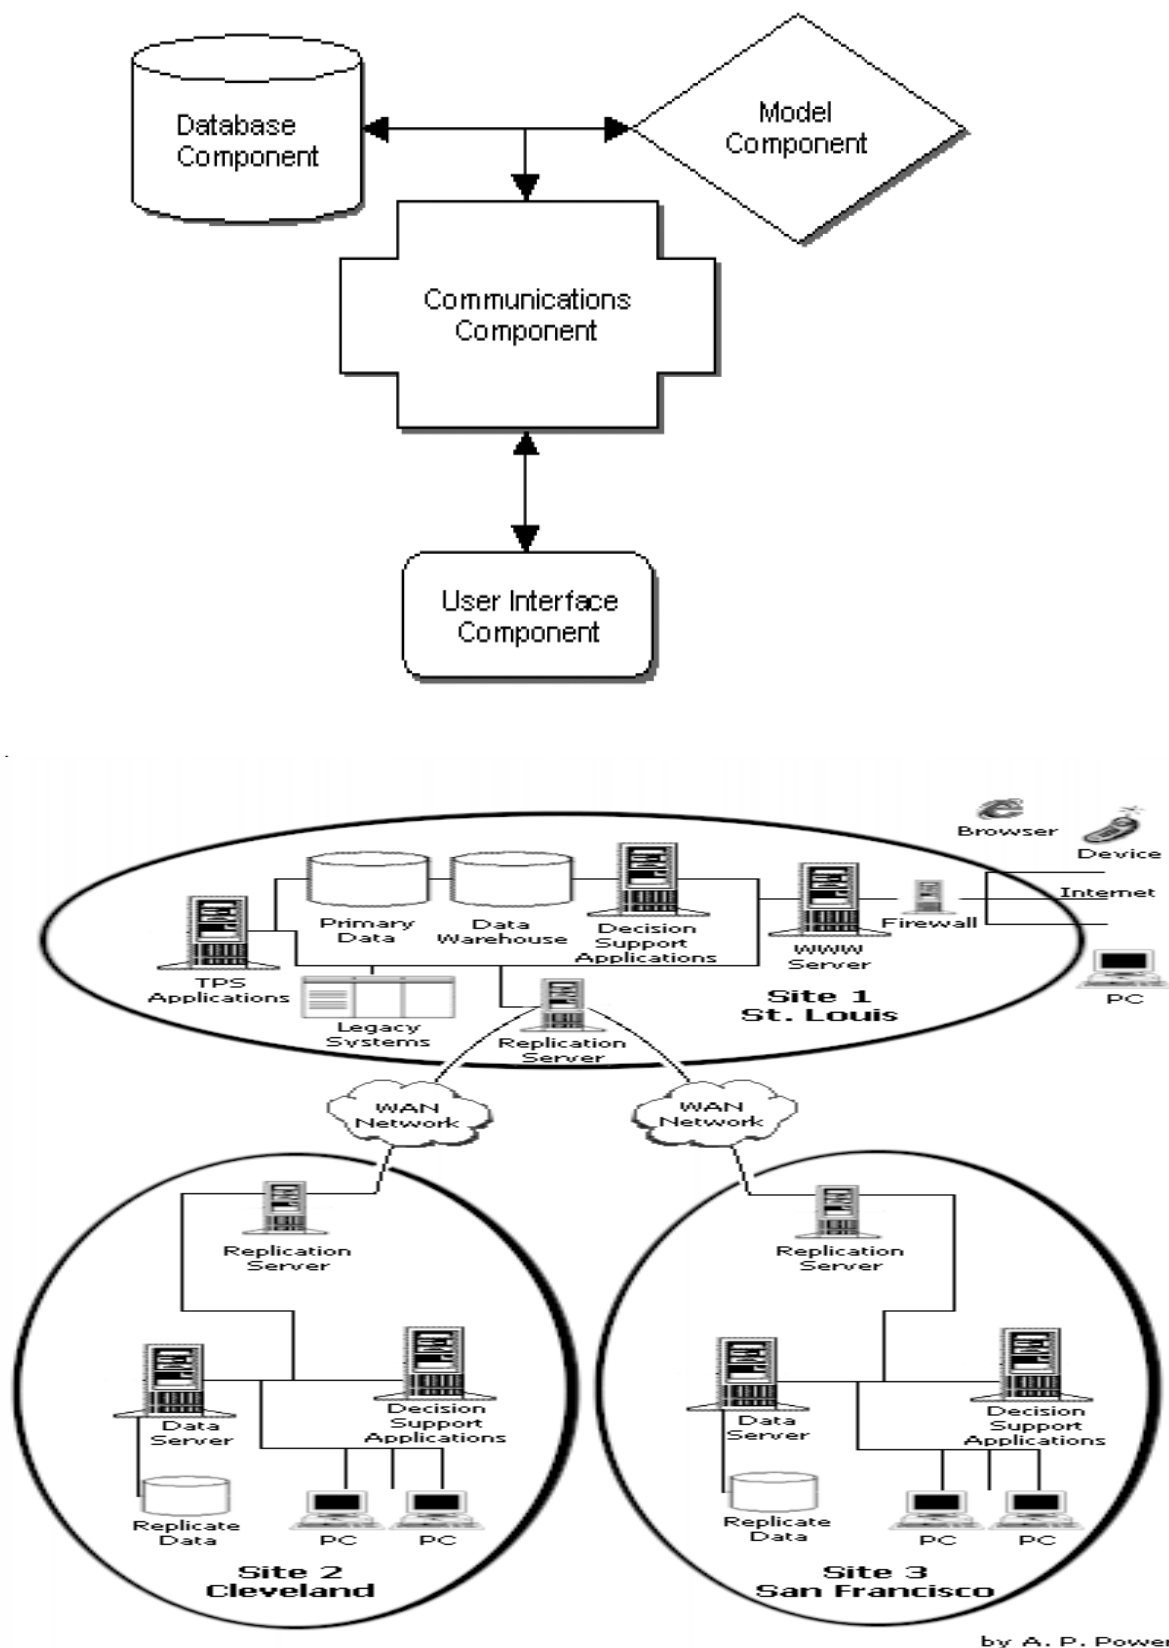 Database
Component
Model
Component
Communications
Component
User Interface
Component
Browser
Device
Internet
PC
Primary
Data
Data
Warehouse
Decision
Support
Applications
WWW
Server
Firewall
TPS
Applications
Legacy
Systems
Replication
Server
Site 1
St. Louis
WAN
Network
WAN
Network
Replication
Server
Data
Server
Decision
Support
Applications
Replicate
Data
PC
PC
Site 2
Cleveland
Replication
Server
Data
Server
Decision
Support
Applications
Replicate
Data
PC
PC
Site 3
San Francisco
by A. P. Power